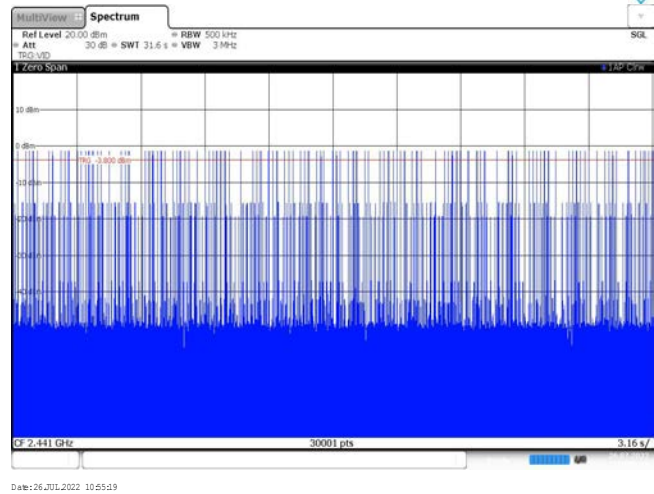 MultiView Spectrum
Ref Level 20.00 dBm RBW 500 kHz SGL
Att 30 dB SWT 31.6 s VBW 3 MHz
TRG:VID
1 Zero Span 1AP Clrw
10 dBm
0 dBm
TRG -3.800 dBm
-10 dBm
CF 2.441 GHz 30001 pts 3.16 s/
Date: 26.JUL.2022 10:55:19